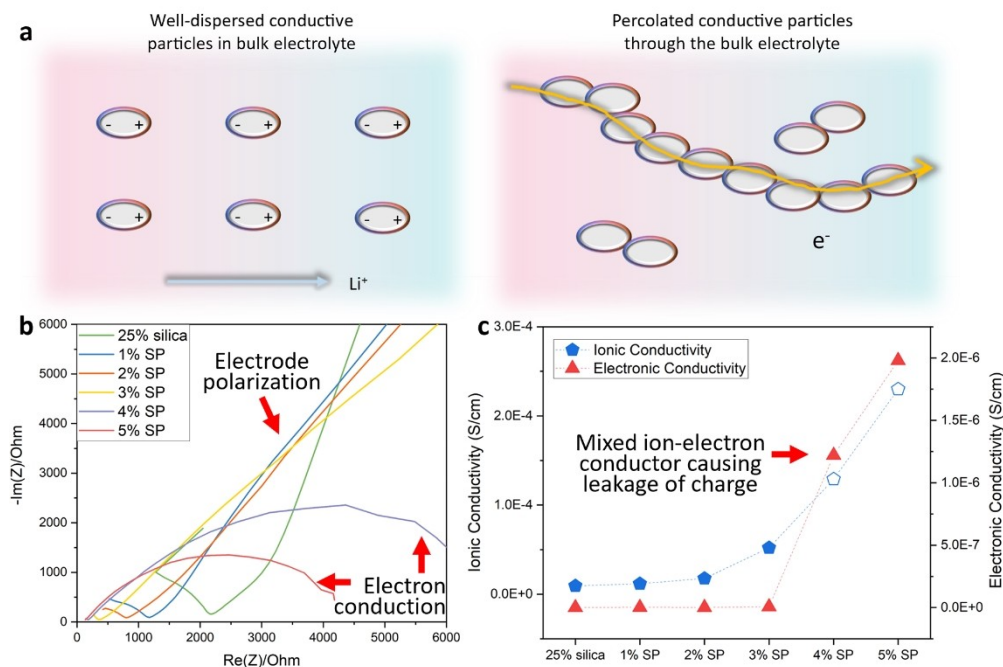 a
Well-dispersed conductive
particles in bulk electrolyte
Percolated conductive particles
through the bulk electrolyte
- +
- +
- +
- +
- +
- +
Li⁺
e⁻
b
6000
5000
4000
3000
2000
1000
0
-Im(Z)/Ohm
25% silica
1% SP
2% SP
3% SP
4% SP
5% SP
Electrode
polarization
Electron
conduction
0 1000 2000 3000 4000 5000 6000
Re(Z)/Ohm
c
3.0E-4
2.0E-4
1.0E-4
0.0E+0
Ionic Conductivity (S/cm)
Ionic Conductivity
Electronic Conductivity
Mixed ion-electron
conductor causing
leakage of charge
2.0E-6
1.5E-6
1.0E-6
5.0E-7
0.0E+0
Electronic Conductivity (S/cm)
25% silica 1% SP 2% SP 3% SP 4% SP 5% SP